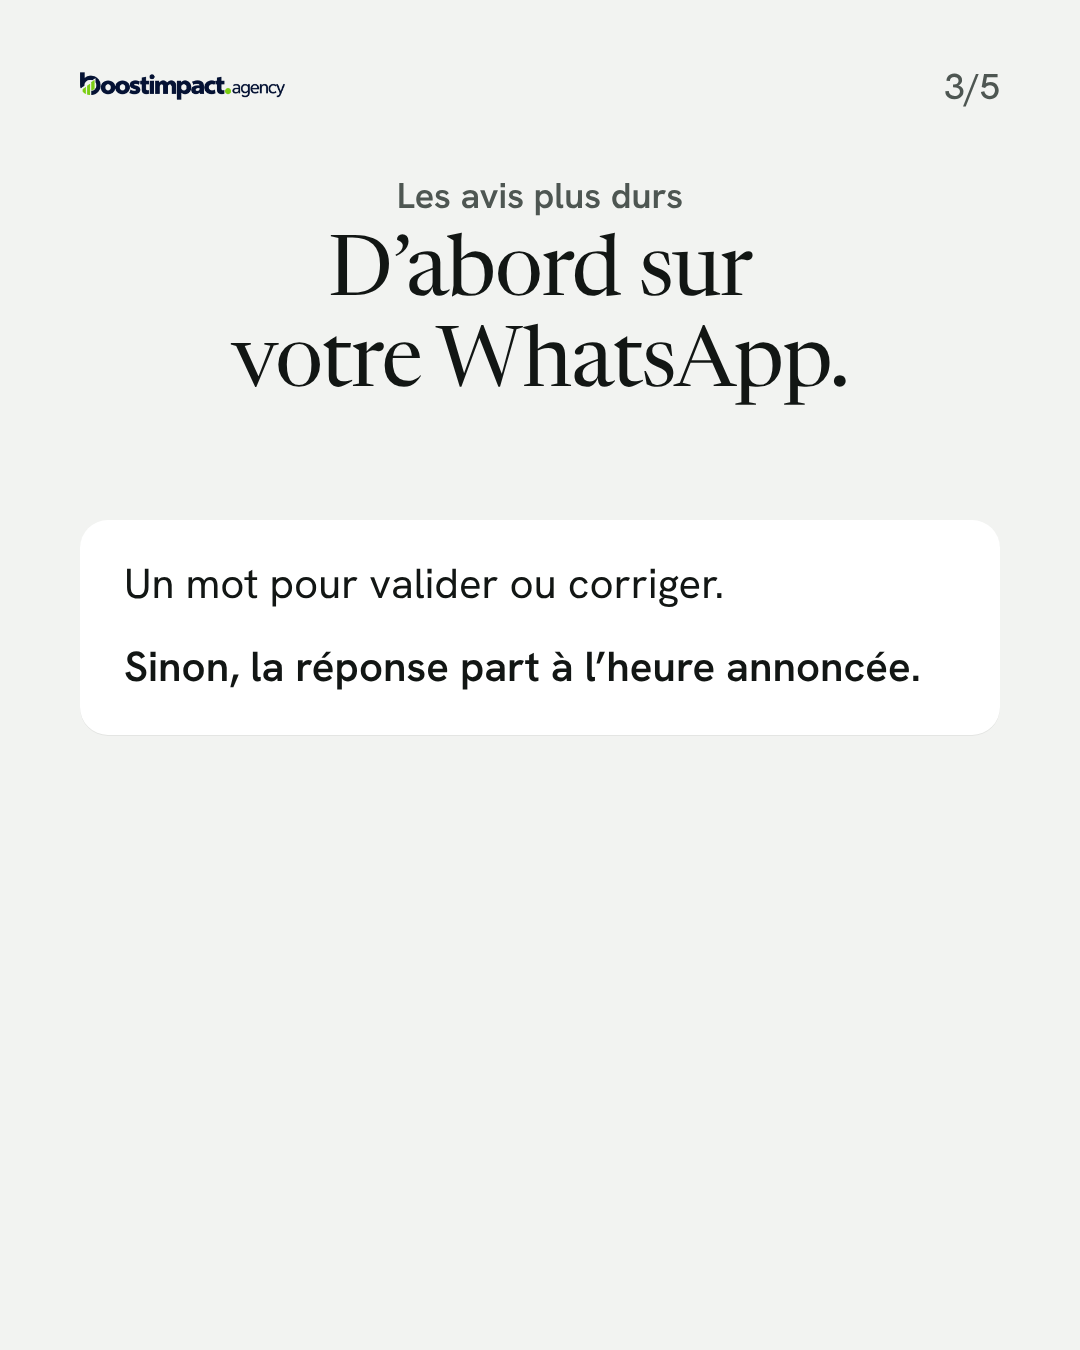 boostimpact.agency
3/5
Les avis plus durs
D’abord sur
votre WhatsApp.
Un mot pour valider ou corriger.
Sinon, la réponse part à l’heure annoncée.